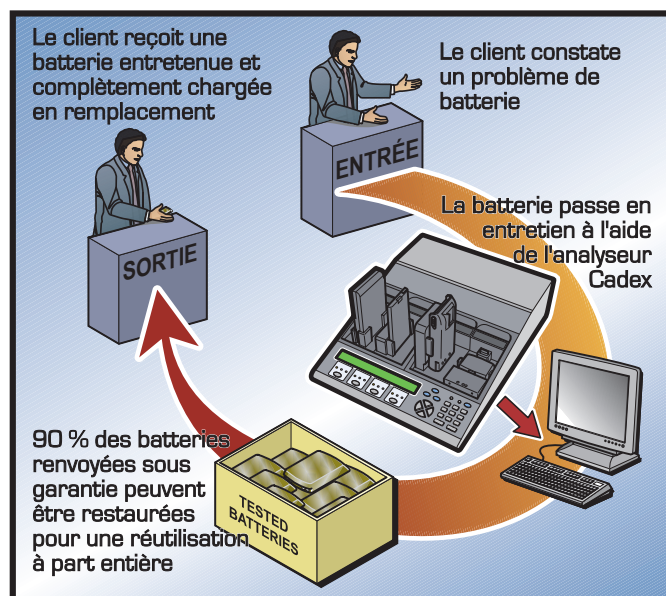 Le client reçoit une
batterie entretenue et
complètement chargée
en remplacement
Le client constate
un problème de
batterie
ENTRÉE
SORTIE
La batterie passe en
entretien à l'aide
de l'analyseur
Cadex
90 % des batteries
renvoyées sous
garantie peuvent
être restaurées
pour une réutilisation
à part entière
TESTED
BATTERIES